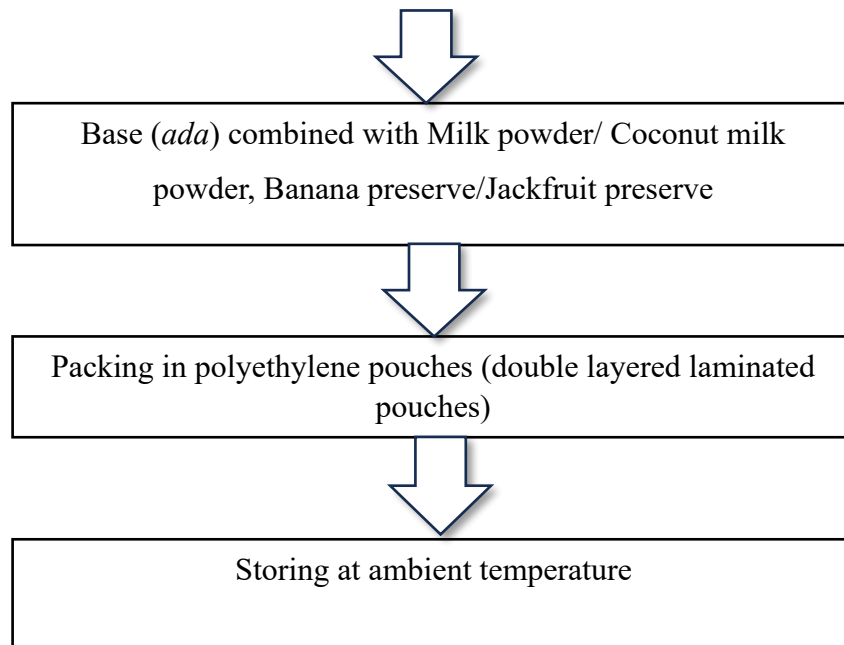 Base (ada) combined with Milk powder/ Coconut milk
powder, Banana preserve/Jackfruit preserve
Packing in polyethylene pouches (double layered laminated
pouches)
Storing at ambient temperature